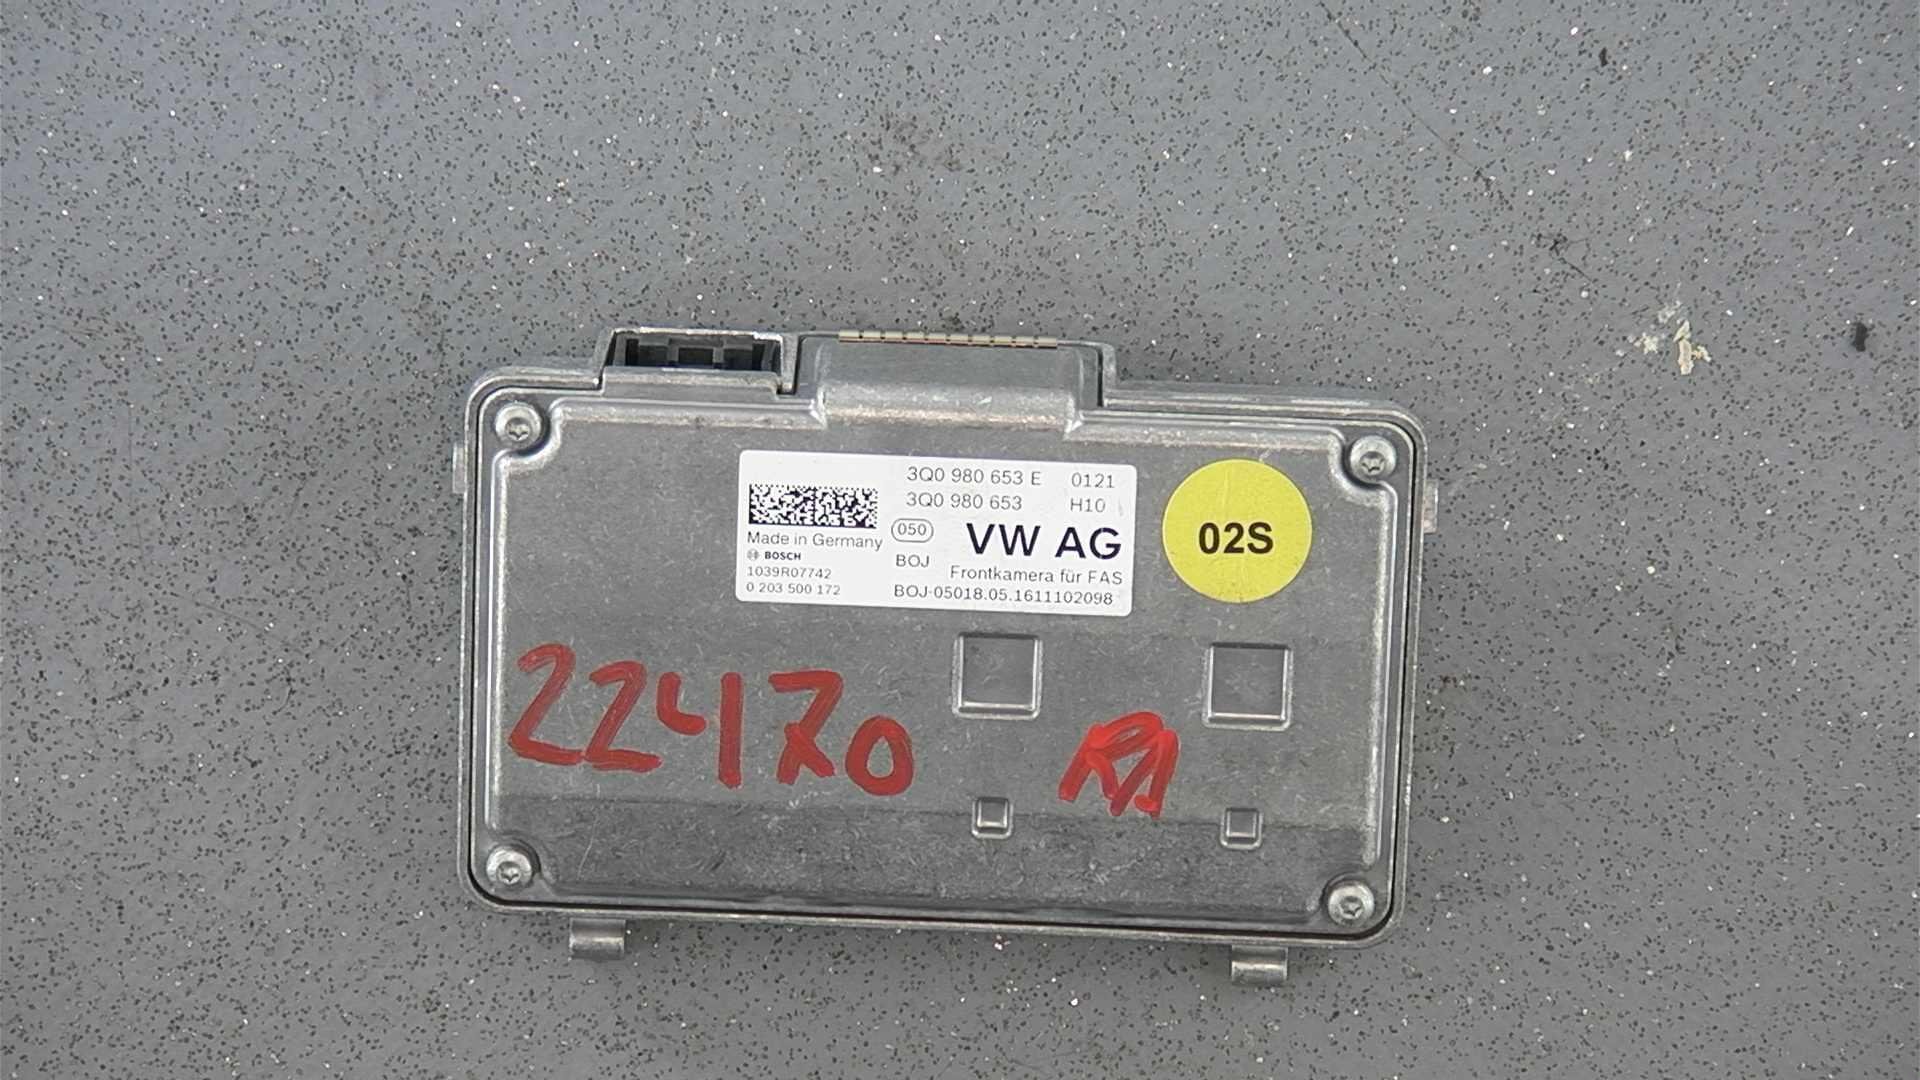 3Q0 980 653 E 0121
3Q0 980 653 H10
050 VW AG
Made in Germany
BOSCH BOJ Frontkamera für FAS
1039R07742
0 203 500 172 BOJ-05018.05.1611102098
02S
22470